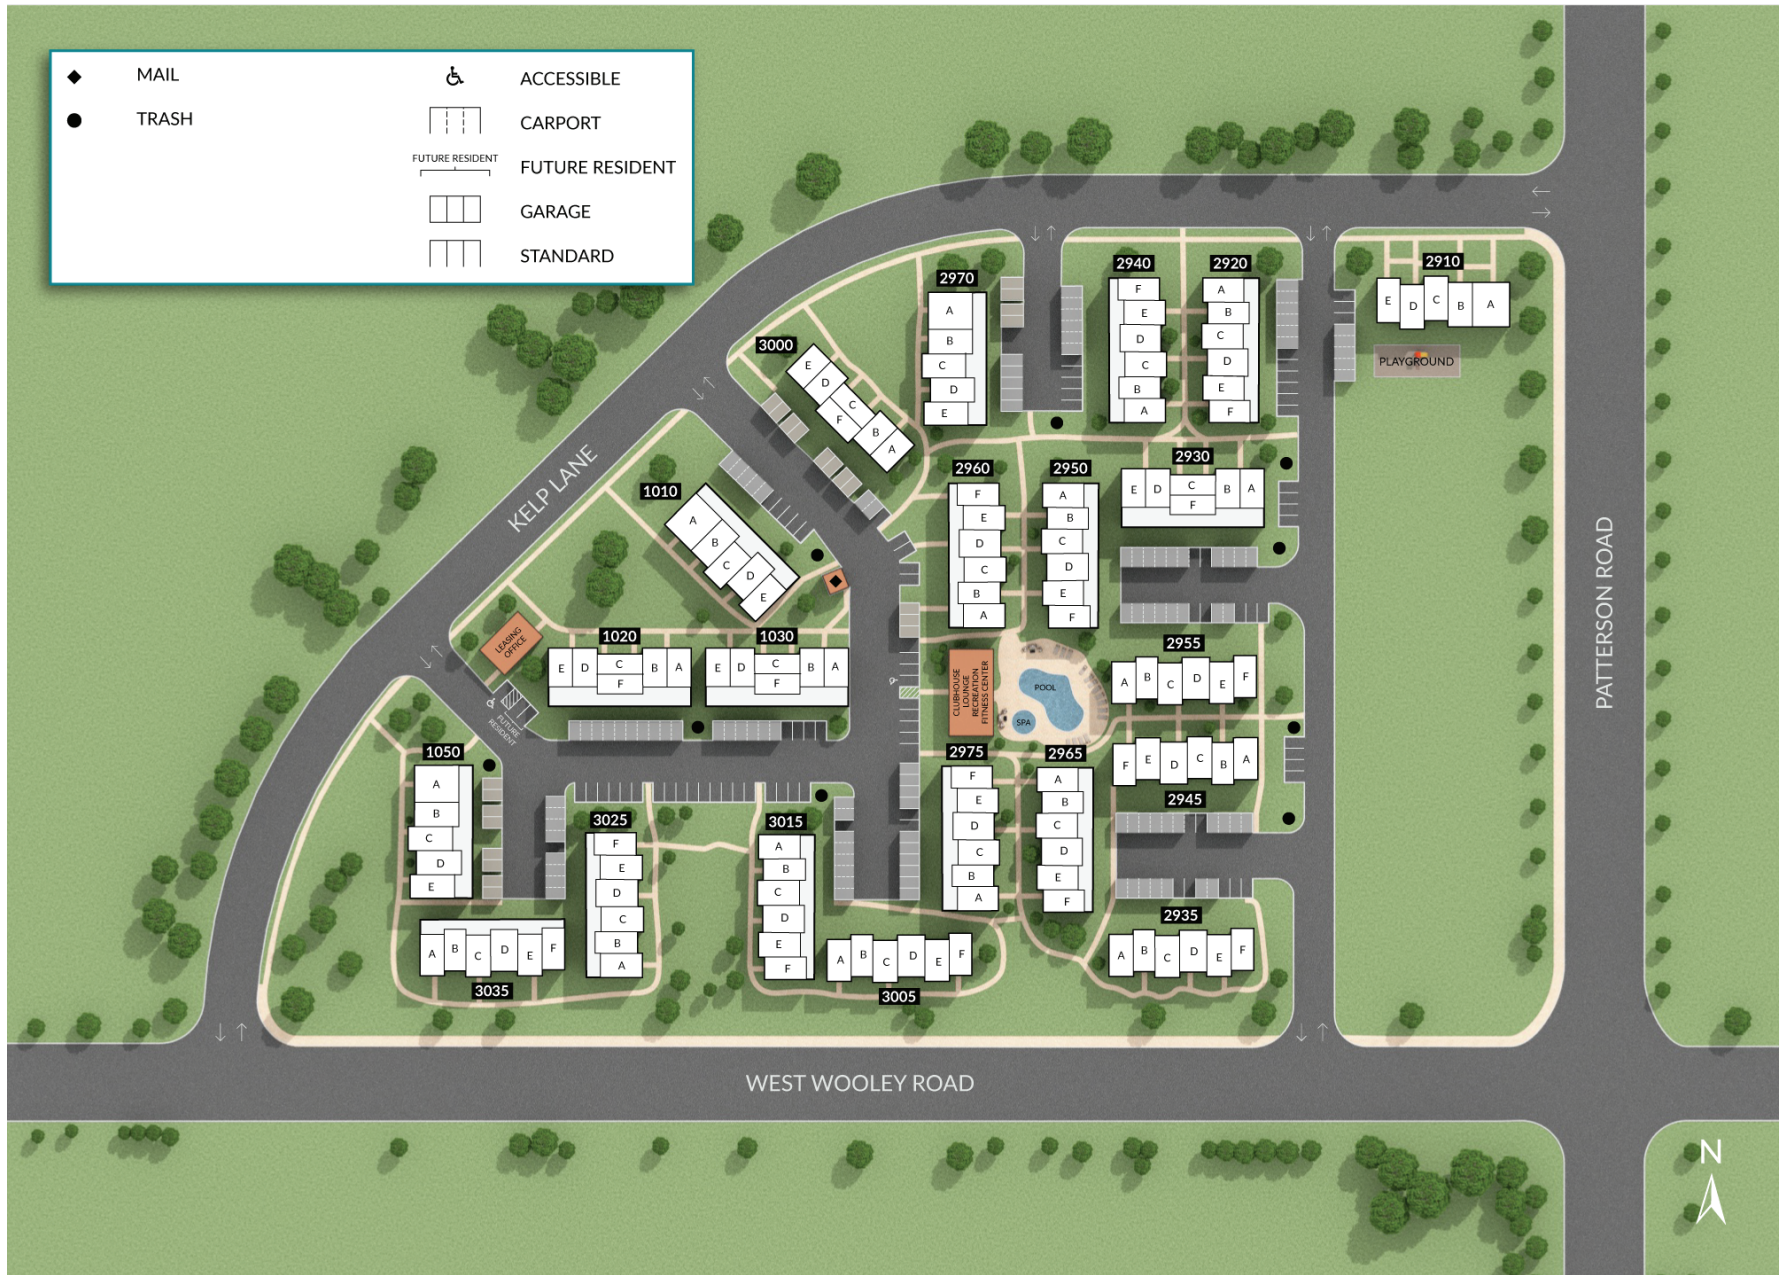 MAIL
TRASH
ACCESSIBLE
CARPORT
FUTURE RESIDENT
FUTURE RESIDENT
GARAGE
STANDARD
2970
A
B
C
D
E
2940
F
E
D
C
B
A
2920
A
B
C
D
E
F
2910
E
D
C
B
A
PLAYGROUND
3000
E
D
C
F
B
A
KELP LANE
1010
A
B
C
D
E
2960
F
E
D
C
B
A
2950
A
B
C
D
E
F
2930
E
D
C
F
B
A
PATTERSON ROAD
LEASING
OFFICE
1020
E
D
C
F
B
A
1030
E
D
C
F
B
A
FUTURE
RESIDENT
CLUBHOUSE
LOUNGE
RECREATION
FITNESS CENTER
POOL
SPA
2955
A
B
C
D
E
F
1050
A
B
C
D
E
2975
F
E
D
C
B
A
2965
A
B
C
D
E
F
F
E
D
C
B
A
2945
3025
F
E
D
C
B
A
3015
A
B
C
D
E
F
2935
A
B
C
D
E
F
A
B
C
D
E
F
3035
A
B
C
D
E
F
3005
WEST WOOLEY ROAD
N